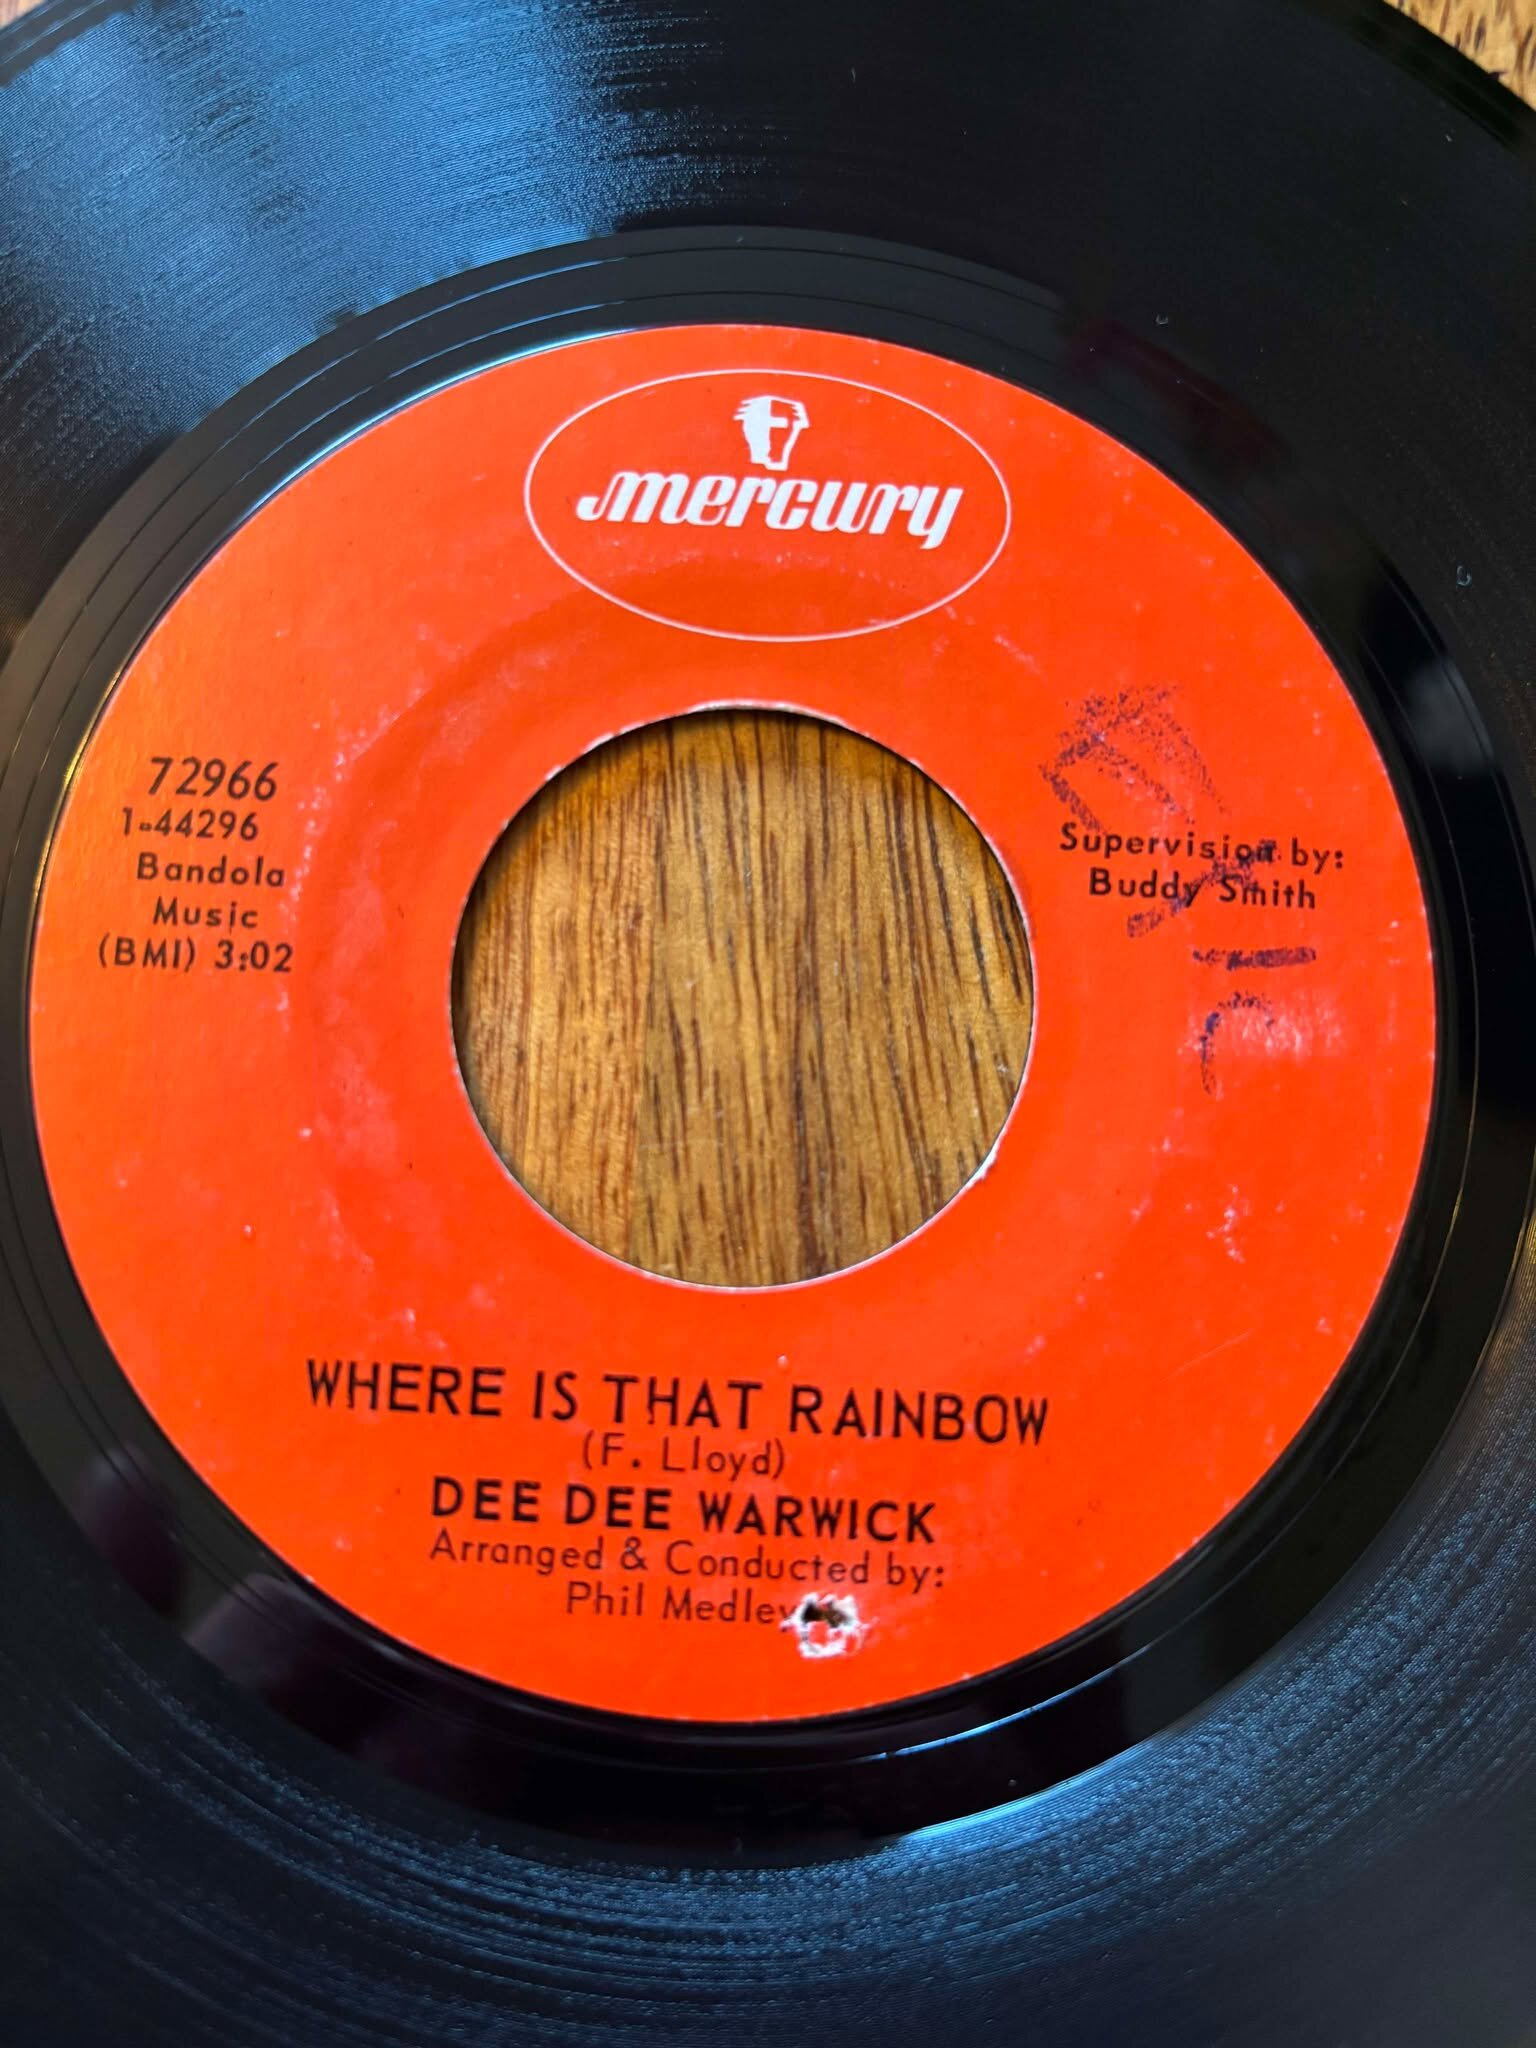 mercury
72966
1-44296
Bandola
Music
(BMI) 3:02
Supervision by:
Buddy Smith
WHERE IS THAT RAINBOW
(F. Lloyd)
DEE DEE WARWICK
Arranged & Conducted by:
Phil Medley